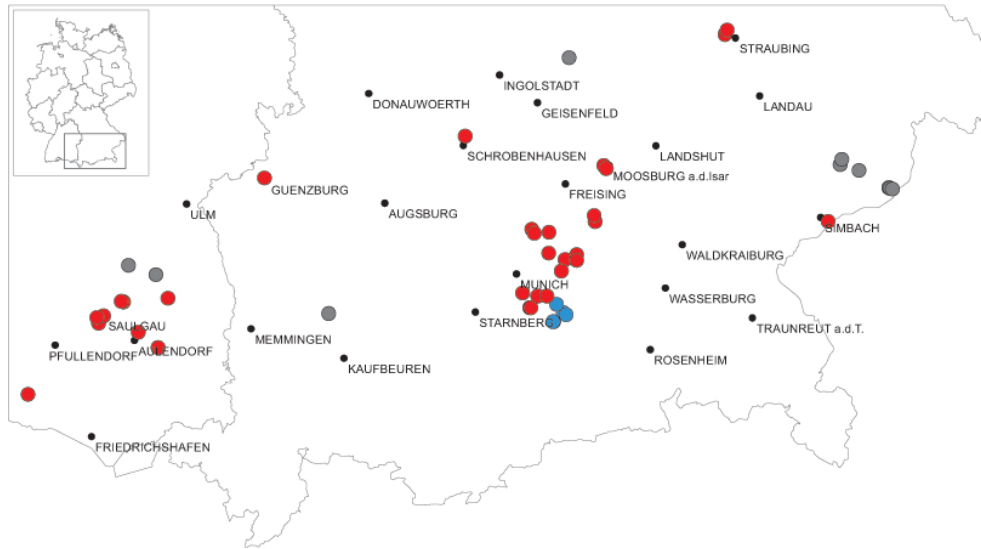 STRAUBING
INGOLSTADT
DONAUWOERTH
GEISENFELD
LANDAU
SCHROBENHAUSEN
LANDSHUT
MOOSBURG a.d.Isar
GUENZBURG
FREISING
ULM
AUGSBURG
SIMBACH
WALDKRAIBURG
MUNICH
WASSERBURG
SAULGAU
STARNBERG
TRAUNREUT a.d.T.
MEMMINGEN
PFULLENDORF
AULENDORF
ROSENHEIM
KAUFBEUREN
FRIEDRICHSHAFEN